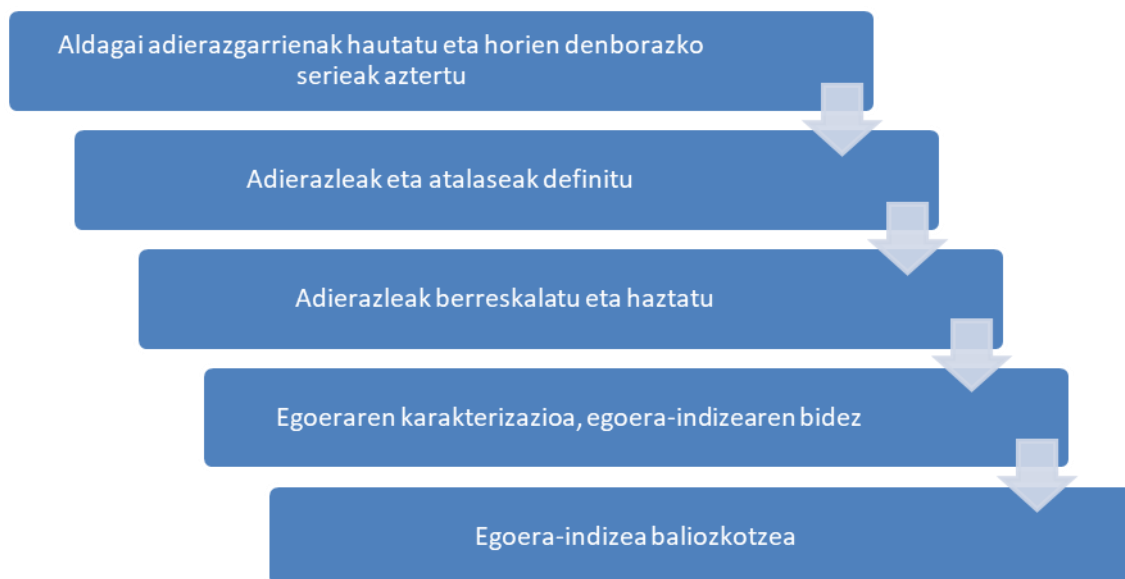 Aldagai adierazgarrienak hautatu eta horien denborazko
serieak aztertu
Adierazleak eta atalaseak definitu
Adierazleak berreskalatu eta haztatu
Egoeraren karakterizazioa, egoera-indizearen bidez
Egoera-indizea baliozkotzea